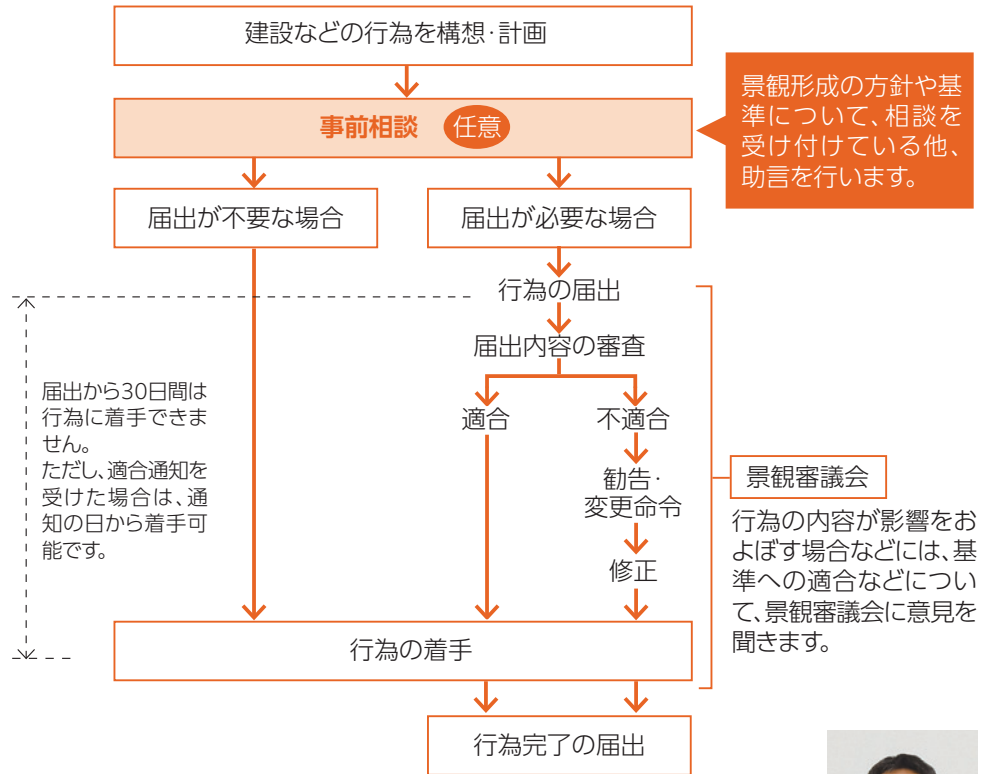 建設などの行為を構想・計画
事前相談 任意
景観形成の方針や基
準について、相談を
受け付けている他、
助言を行います。
届出が不要な場合
届出が必要な場合
行為の届出
届出内容の審査
届出から30日間は
行為に着手できま
せん。
ただし、適合通知を
受けた場合は、通
知の日から着手可
能です。
適合
不適合
勧告・
変更命令
修正
景観審議会
行為の内容が影響をお
よぼす場合などには、基
準への適合などについ
て、景観審議会に意見を
聞きます。
行為の着手
行為完了の届出